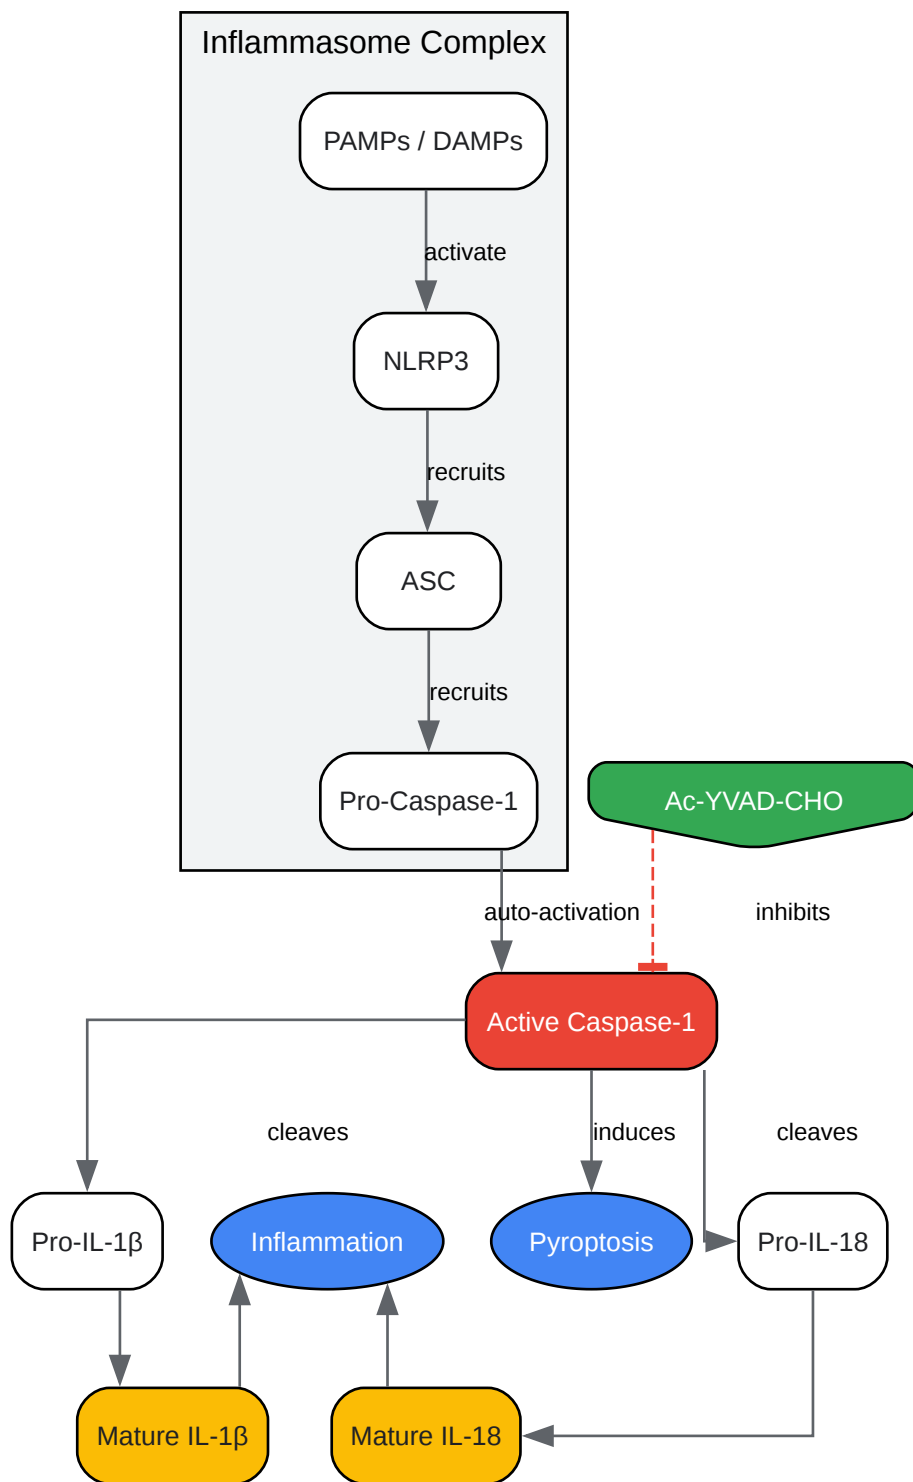 Inflammasome Complex
PAMPs / DAMPs
activate
NLRP3
recruits
ASC
recruits
Pro-Caspase-1
Ac-YVAD-CHO
auto-activation
inhibits
Active Caspase-1
cleaves
induces
cleaves
Pro-IL-1β
Inflammation
Pyroptosis
Pro-IL-18
Mature IL-1β
Mature IL-18